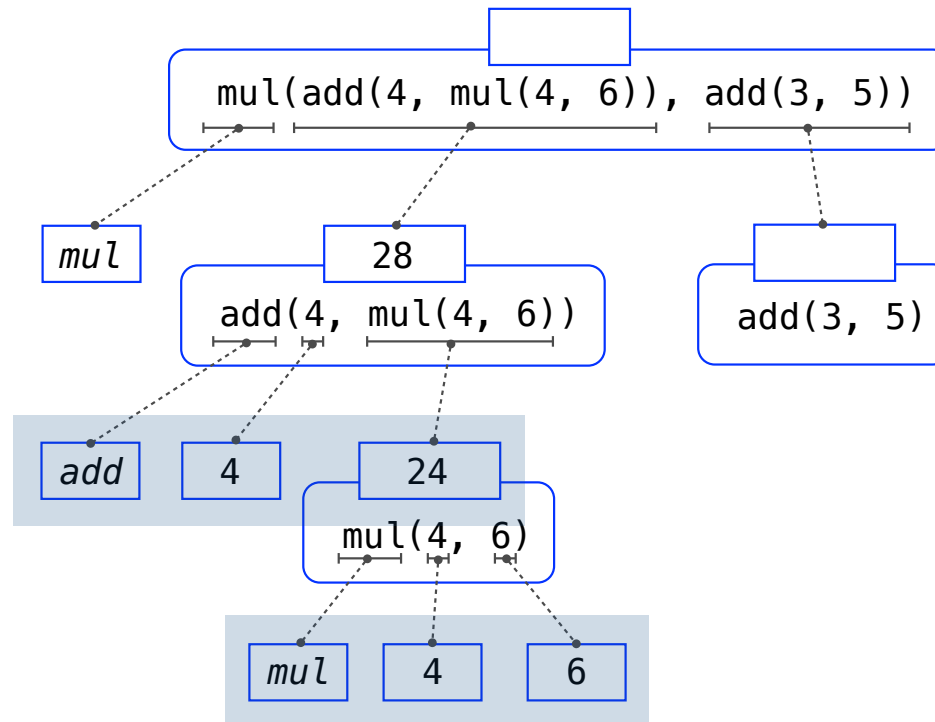 mul(add(4, mul(4, 6)), add(3, 5))
mul
28
add(4, mul(4, 6))
add(3, 5)
add
4
24
mul(4, 6)
mul
4
6